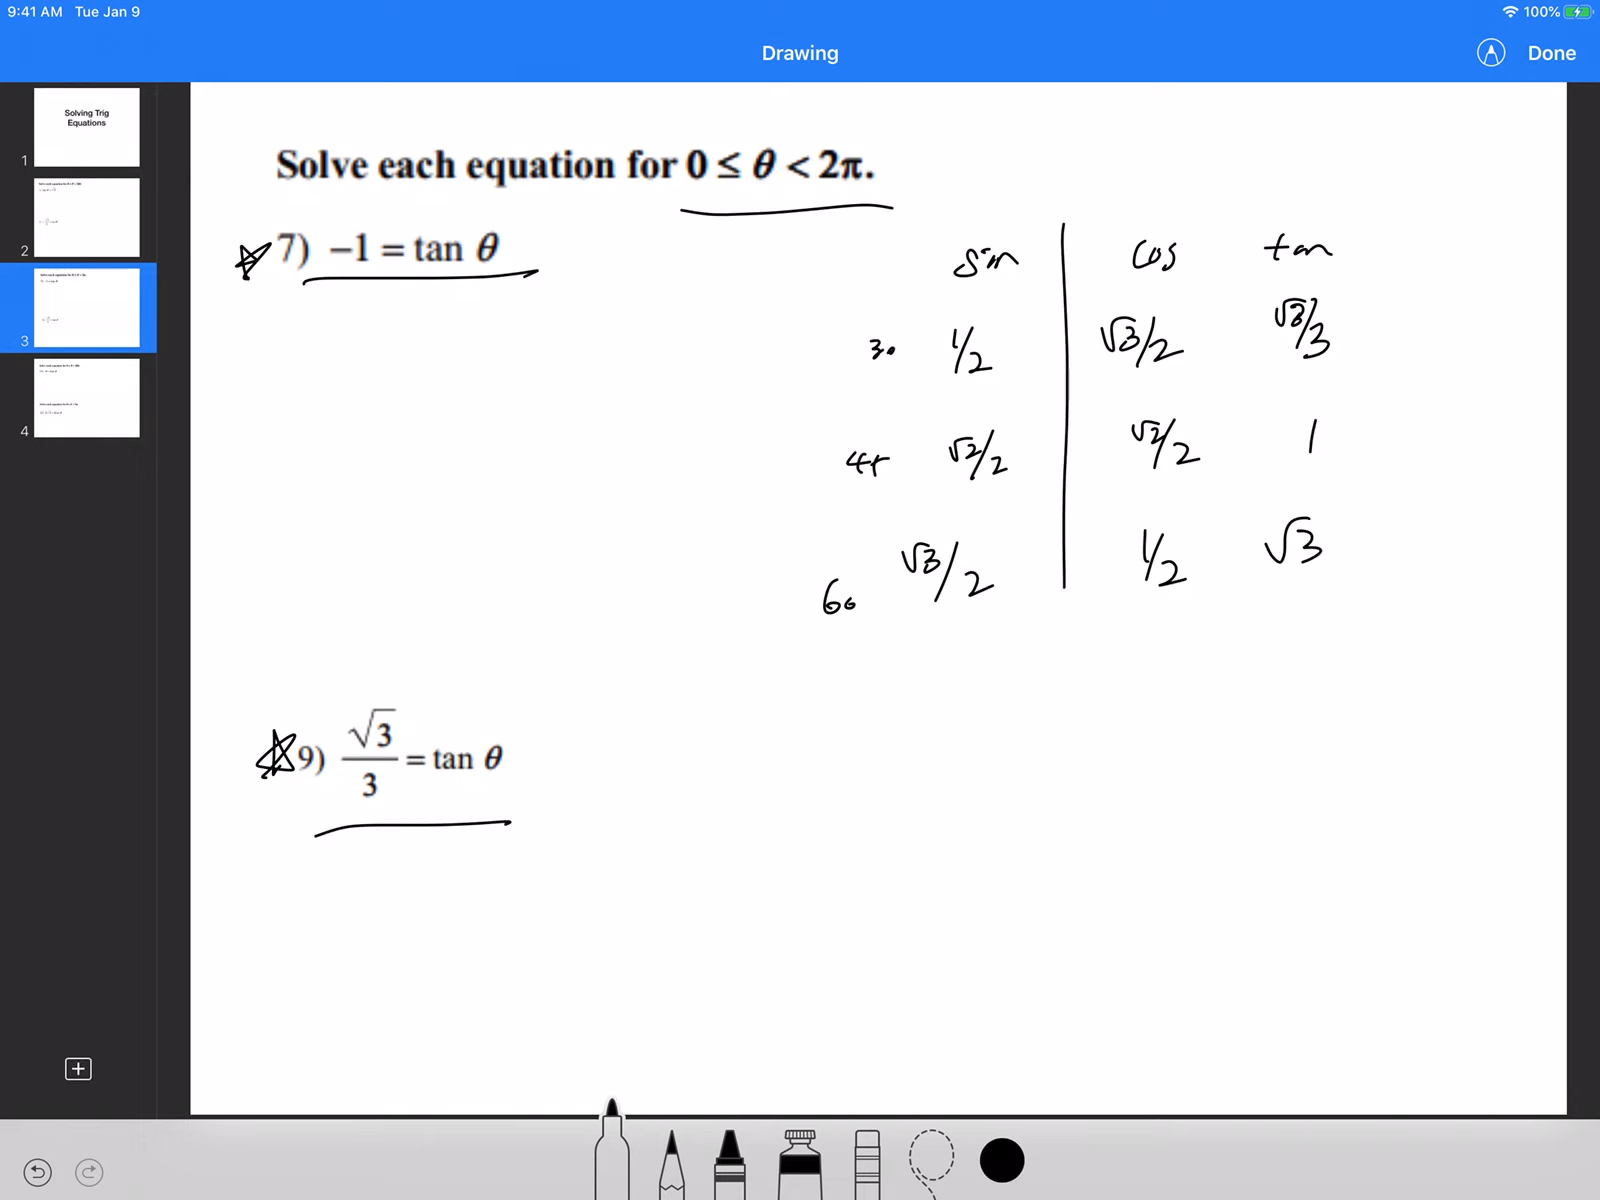 9:41 AM Tue Jan 9
100%
Drawing
Done
Solving Trig
Equations
1
2
3
4
Solve each equation for 0 ≤ θ < 2π.
7) −1 = tan θ
sin cos tan
30 1/2 √3/2 √3/3
45 √2/2 √2/2 1
60 √3/2 1/2 √3
9) √3/3 = tan θ